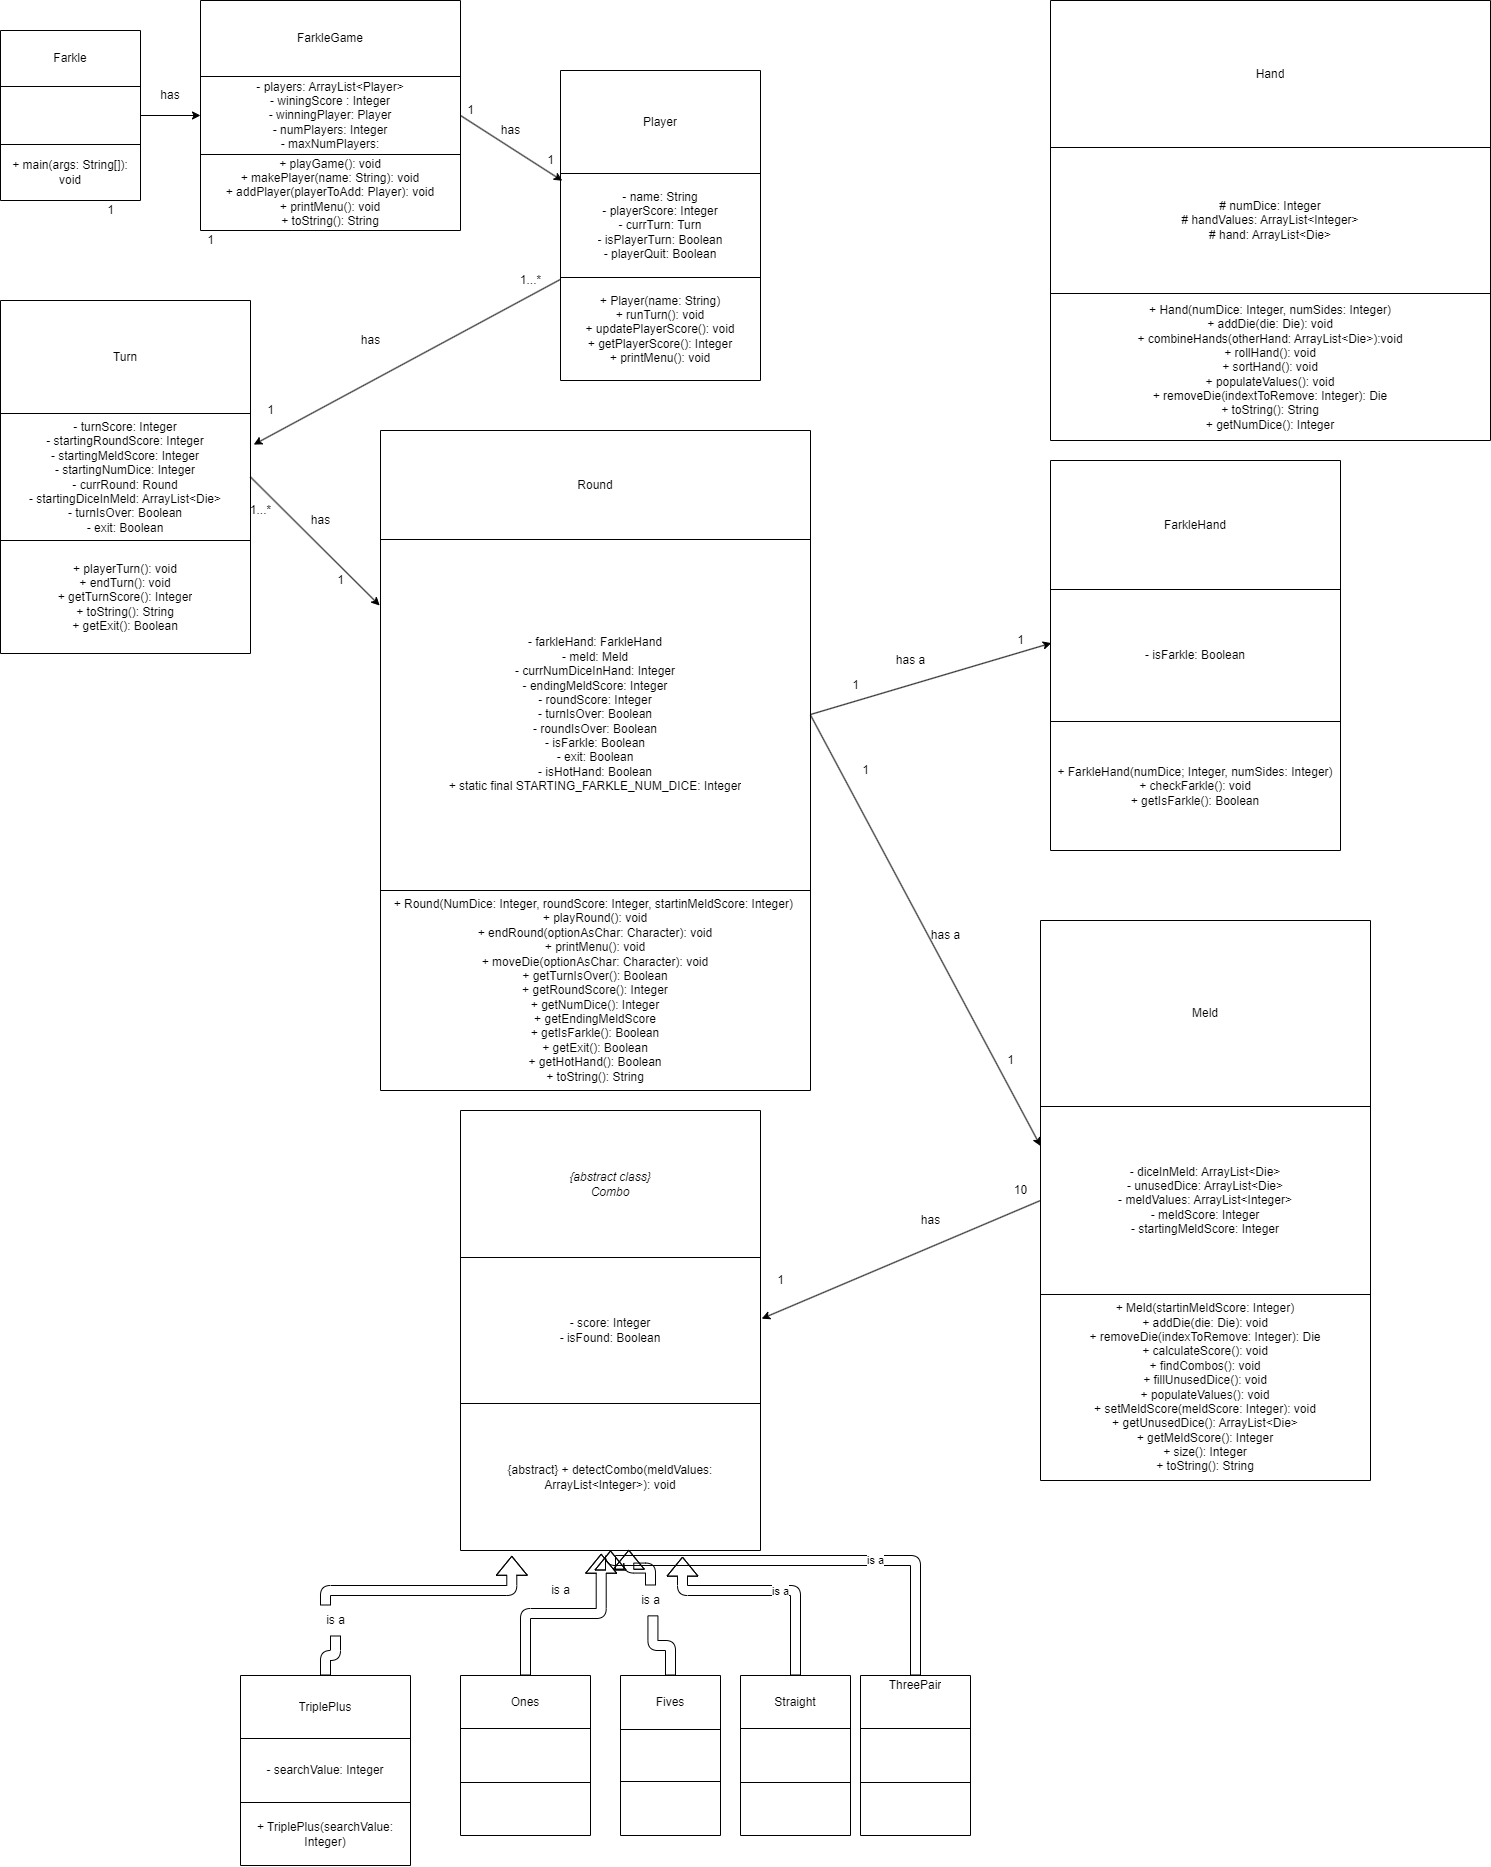 Farkle
+ main(args: String[]):
void
1
has
FarkleGame
- players: ArrayList<Player>
- winingScore : Integer
- winningPlayer: Player
- numPlayers: Integer
- maxNumPlayers:
+ playGame(): void
+ makePlayer(name: String): void
+ addPlayer(playerToAdd: Player): void
+ printMenu(): void
+ toString(): String
1
1
has
1
Player
- name: String
- playerScore: Integer
- currTurn: Turn
- isPlayerTurn: Boolean
- playerQuit: Boolean
+ Player(name: String)
+ runTurn(): void
+ updatePlayerScore(): void
+ getPlayerScore(): Integer
+ printMenu(): void
Hand
# numDice: Integer
# handValues: ArrayList<Integer>
# hand: ArrayList<Die>
+ Hand(numDice: Integer, numSides: Integer)
+ addDie(die: Die): void
+ combineHands(otherHand: ArrayList<Die>):void
+ rollHand(): void
+ sortHand(): void
+ populateValues(): void
+ removeDie(indextToRemove: Integer): Die
+ toString(): String
+ getNumDice(): Integer
1...*
has
1
Turn
- turnScore: Integer
- startingRoundScore: Integer
- startingMeldScore: Integer
- startingNumDice: Integer
- currRound: Round
- startingDiceInMeld: ArrayList<Die>
- turnIsOver: Boolean
- exit: Boolean
+ playerTurn(): void
+ endTurn(): void
+ getTurnScore(): Integer
+ toString(): String
+ getExit(): Boolean
1...*
has
1
Round
- farkleHand: FarkleHand
- meld: Meld
- currNumDiceInHand: Integer
- endingMeldScore: Integer
- roundScore: Integer
- turnIsOver: Boolean
- roundIsOver: Boolean
- isFarkle: Boolean
- exit: Boolean
- isHotHand: Boolean
+ static final STARTING_FARKLE_NUM_DICE: Integer
+ Round(NumDice: Integer, roundScore: Integer, startinMeldScore: Integer)
+ playRound(): void
+ endRound(optionAsChar: Character): void
+ printMenu(): void
+ moveDie(optionAsChar: Character): void
+ getTurnIsOver(): Boolean
+ getRoundScore(): Integer
+ getNumDice(): Integer
+ getEndingMeldScore
+ getIsFarkle(): Boolean
+ getExit(): Boolean
+ getHotHand(): Boolean
+ toString(): String
1
has a
1
FarkleHand
- isFarkle: Boolean
+ FarkleHand(numDice; Integer, numSides: Integer)
+ checkFarkle(): void
+ getIsFarkle(): Boolean
1
has a
1
Meld
- diceInMeld: ArrayList<Die>
- unusedDice: ArrayList<Die>
- meldValues: ArrayList<Integer>
- meldScore: Integer
- startingMeldScore: Integer
+ Meld(startinMeldScore: Integer)
+ addDie(die: Die): void
+ removeDie(indexToRemove: Integer): Die
+ calculateScore(): void
+ findCombos(): void
+ fillUnusedDice(): void
+ populateValues(): void
+ setMeldScore(meldScore: Integer): void
+ getUnusedDice(): ArrayList<Die>
+ getMeldScore(): Integer
+ size(): Integer
+ toString(): String
10
has
1
{abstract class}
Combo
- score: Integer
- isFound: Boolean
{abstract} + detectCombo(meldValues:
ArrayList<Integer>): void
is a
is a
is a
is a
is a
TriplePlus
- searchValue: Integer
+ TriplePlus(searchValue:
Integer)
Ones
Fives
Straight
ThreePair